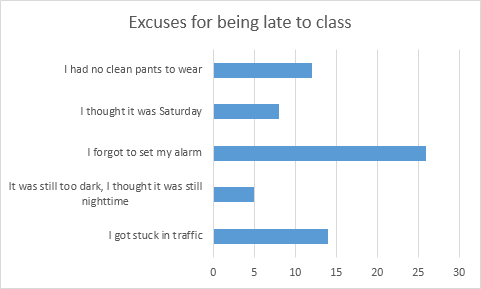 Excuses for being late to class
I had no clean pants to wear
I thought it was Saturday
I forgot to set my alarm
It was still too dark, I thought it was still
nighttime
I got stuck in traffic
0 5 10 15 20 25 30